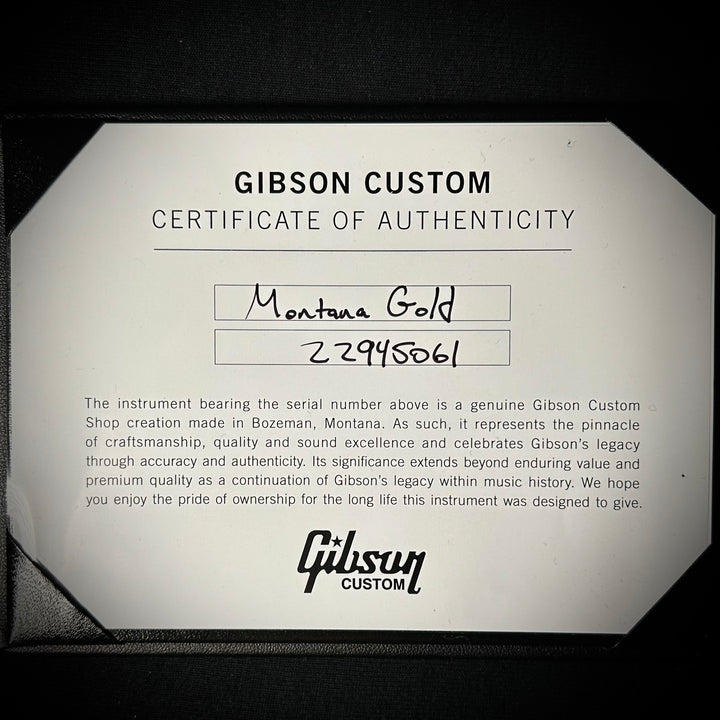 GIBSON CUSTOM
CERTIFICATE OF AUTHENTICITY
Montana Gold
22945061
The instrument bearing the serial number above is a genuine Gibson Custom
Shop creation made in Bozeman, Montana. As such, it represents the pinnacle
of craftsmanship, quality and sound excellence and celebrates Gibson's legacy
through accuracy and authenticity. Its significance extends beyond enduring value and
premium quality as a continuation of Gibson's legacy within music history. We hope
you enjoy the pride of ownership for the long life this instrument was designed to give.
Gibson
CUSTOM